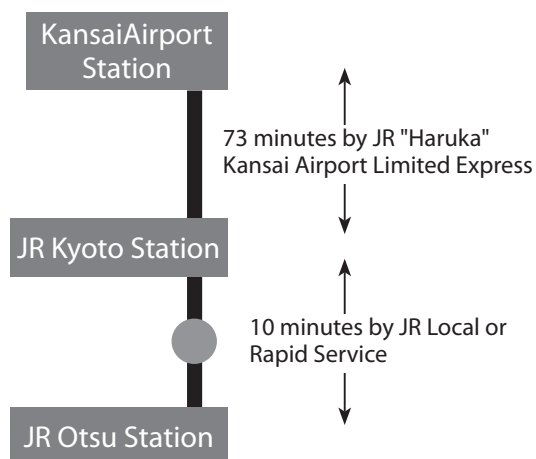 KansaiAirport
Station
73 minutes by JR "Haruka"
Kansai Airport Limited Express
JR Kyoto Station
10 minutes by JR Local or
Rapid Service
JR Otsu Station